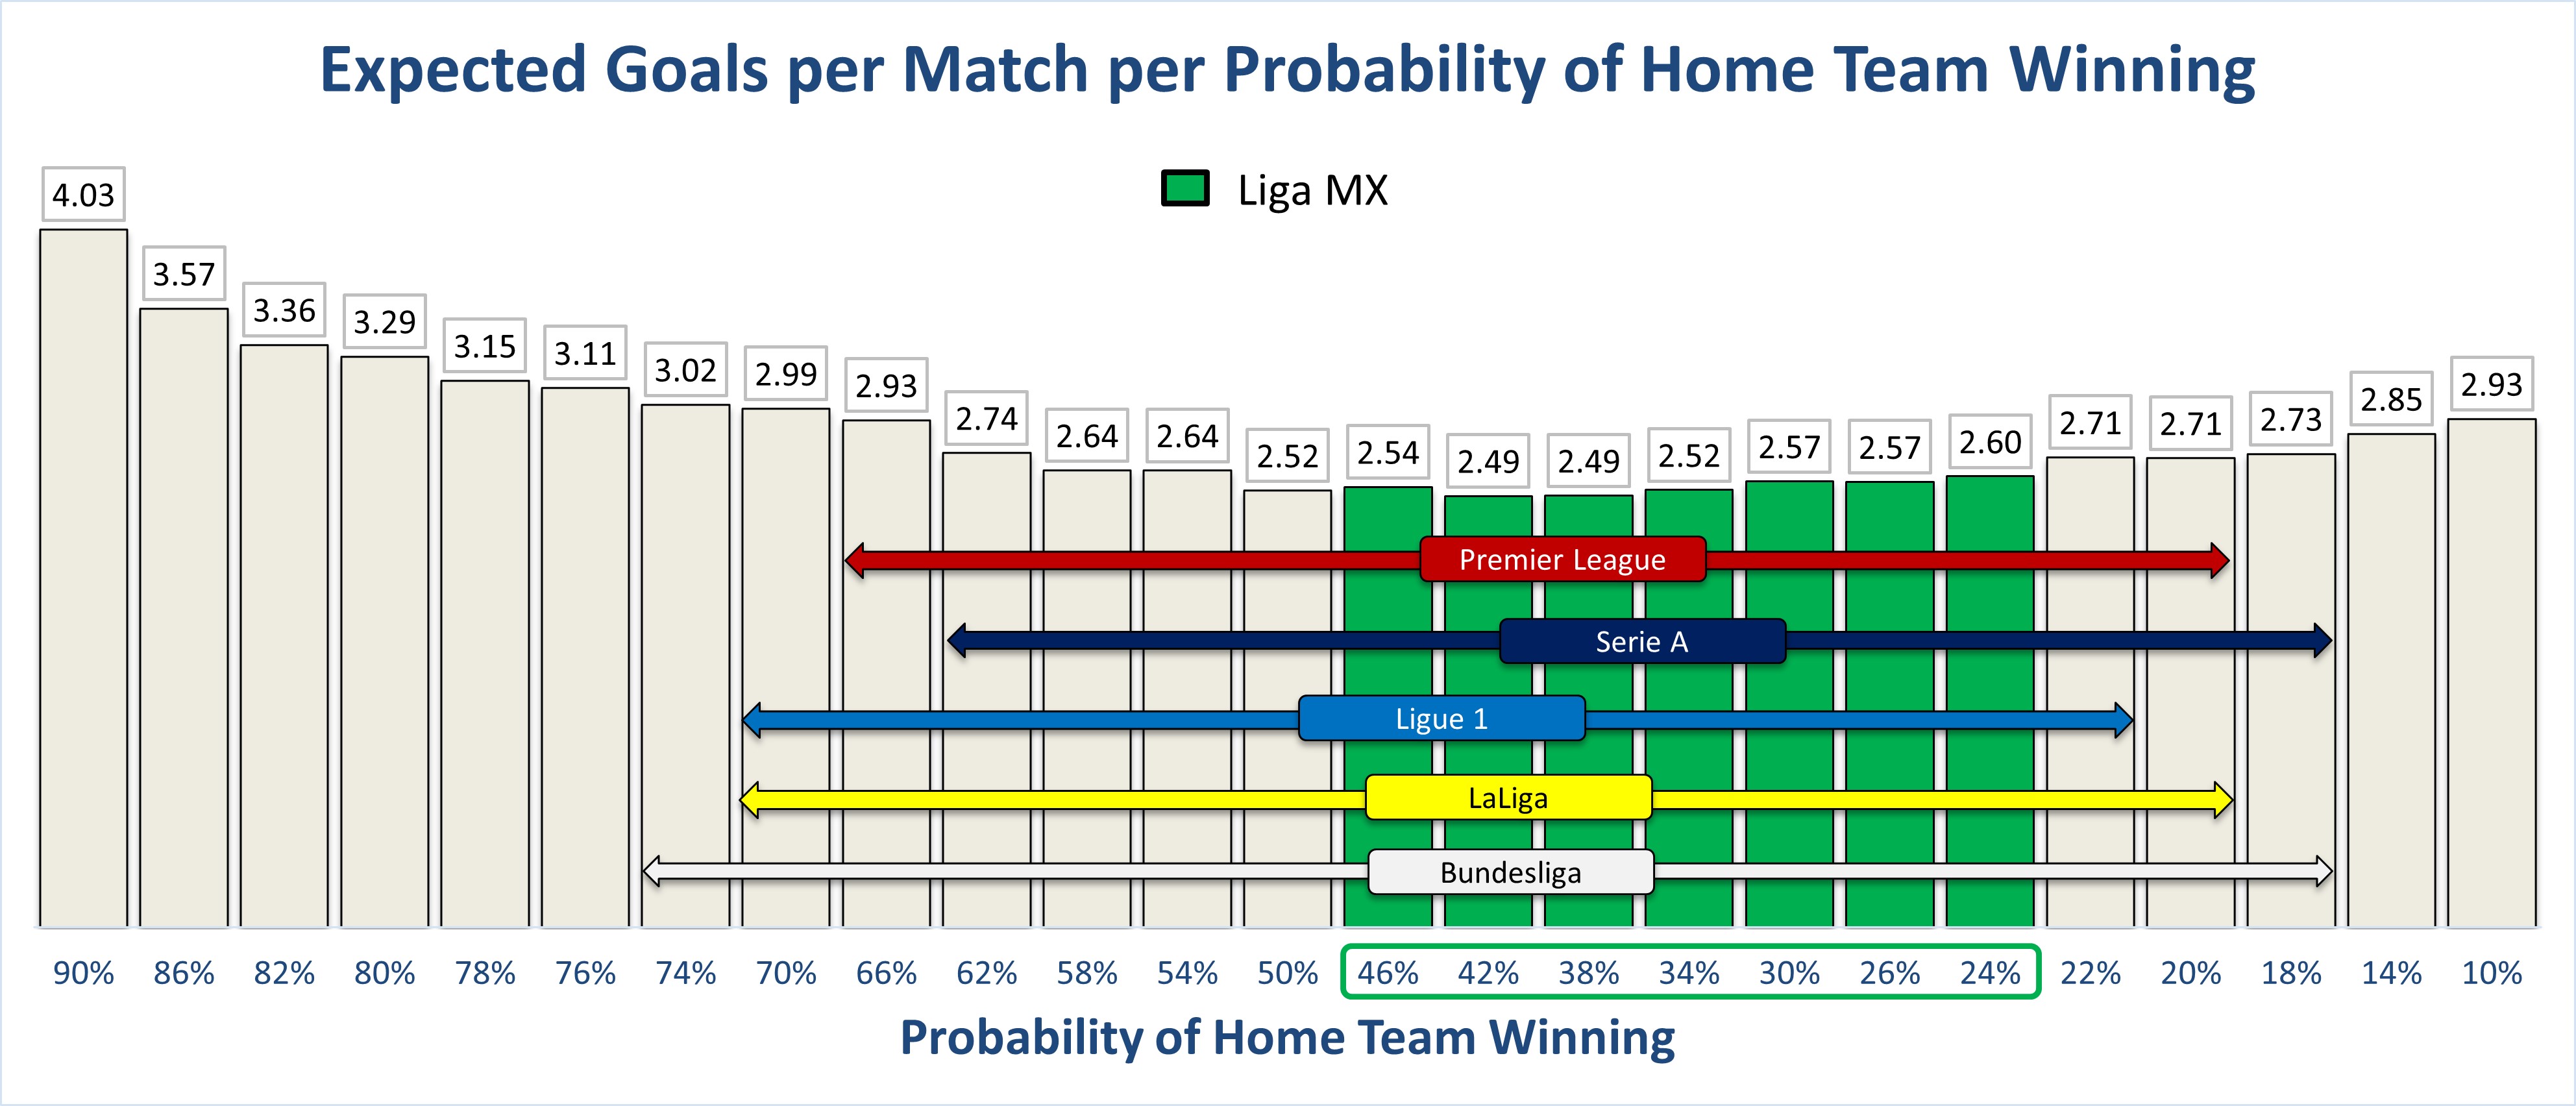 Expected Goals per Match per Probability of Home Team Winning
Liga MX
4.03
3.57
3.36
3.29
3.15
3.11
3.02
2.99
2.93
2.74
2.64
2.64
2.52
2.54
2.49
2.49
2.52
2.57
2.57
2.60
2.71
2.71
2.73
2.85
2.93
Premier League
Serie A
Ligue 1
LaLiga
Bundesliga
90% 86% 82% 80% 78% 76% 74% 70% 66% 62% 58% 54% 50% 46% 42% 38% 34% 30% 26% 24% 22% 20% 18% 14% 10%
Probability of Home Team Winning